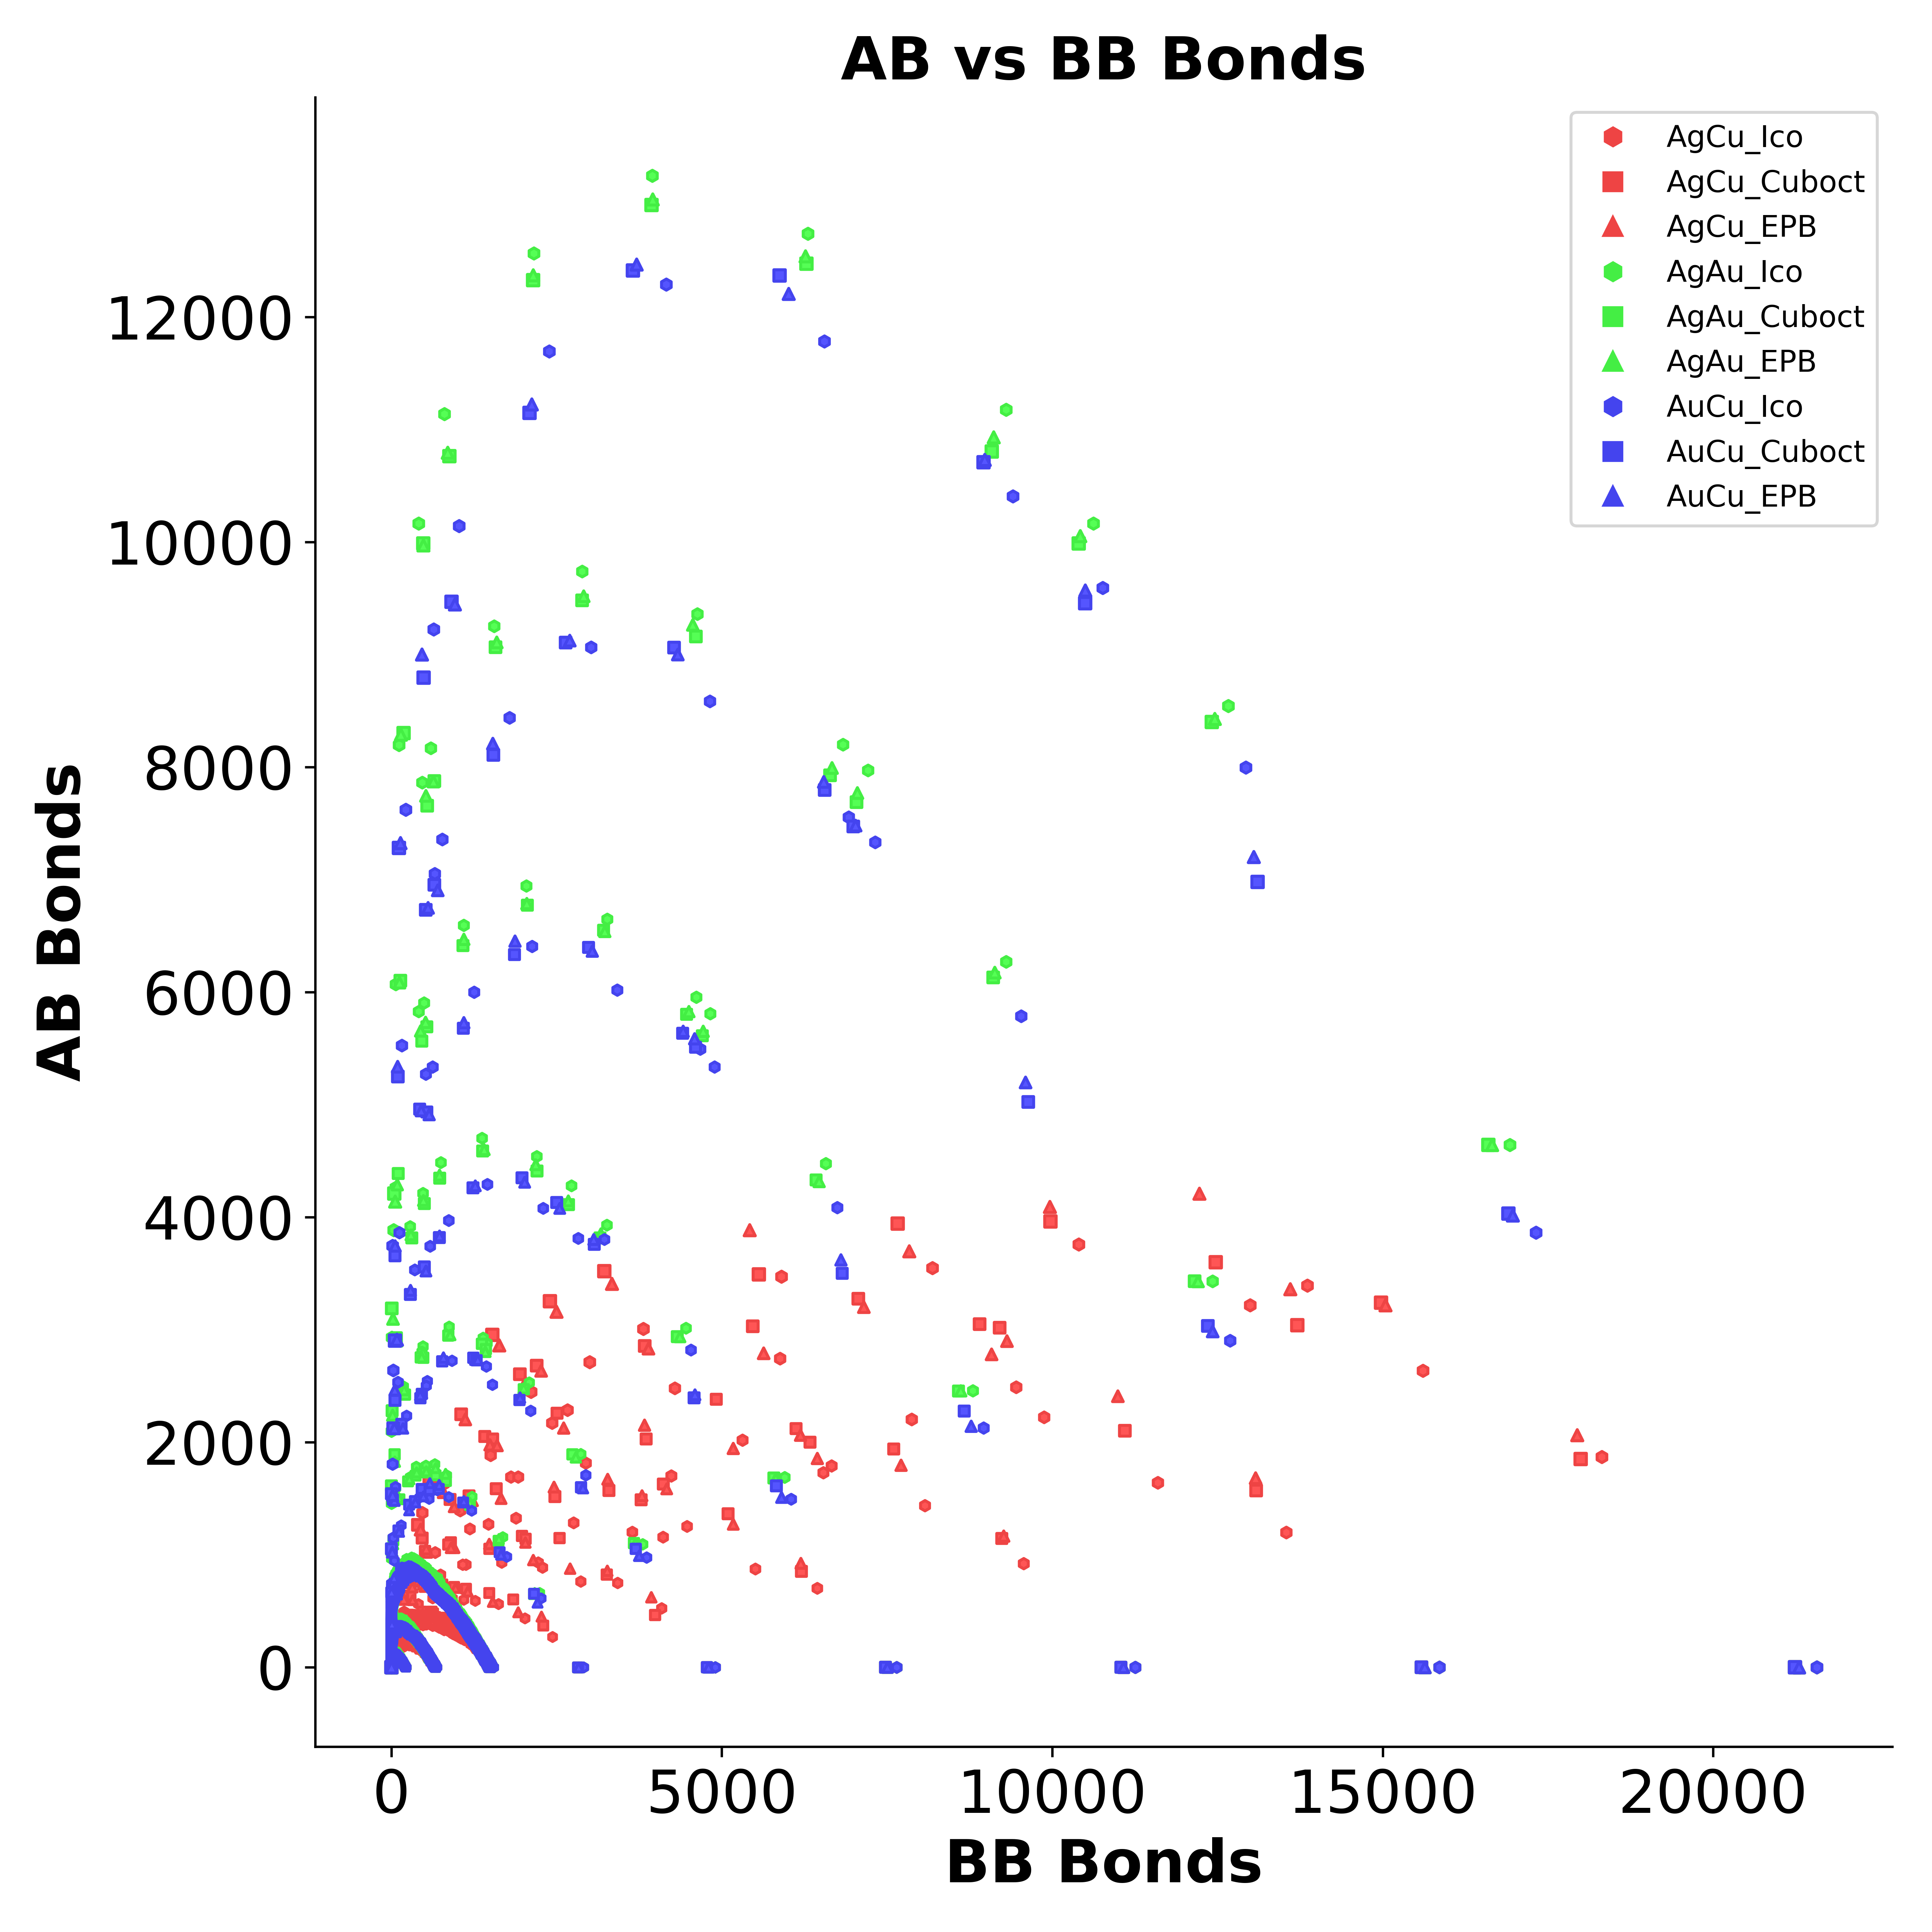 AB vs BB Bonds
AgCu_Ico
AgCu_Cuboct
AgCu_EPB
AgAu_Ico
AgAu_Cuboct
AgAu_EPB
AuCu_Ico
AuCu_Cuboct
AuCu_EPB
AB Bonds
12000
10000
8000
6000
4000
2000
0
0 5000 10000 15000 20000
BB Bonds